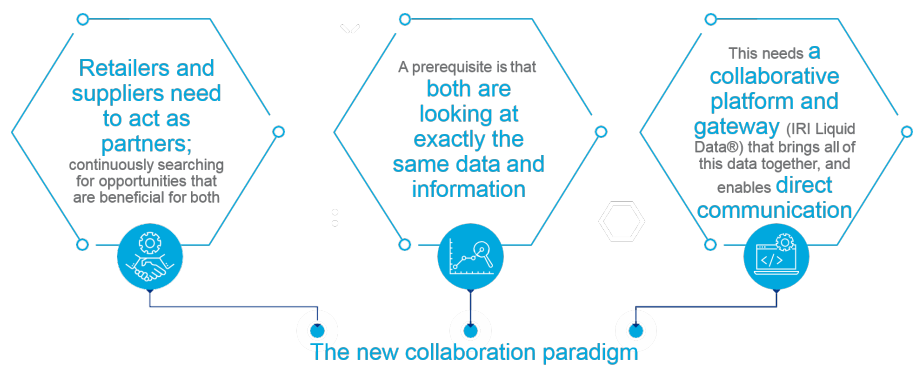 Retailers and
suppliers need
to act as
partners;
continuously searching
for opportunities that
are beneficial for both
A prerequisite is that
both are
looking at
exactly the
same data and
information
This needs a
collaborative
platform and
gateway (IRI Liquid
Data®) that brings all of
this data together, and
enables direct
communication
</>
The new collaboration paradigm